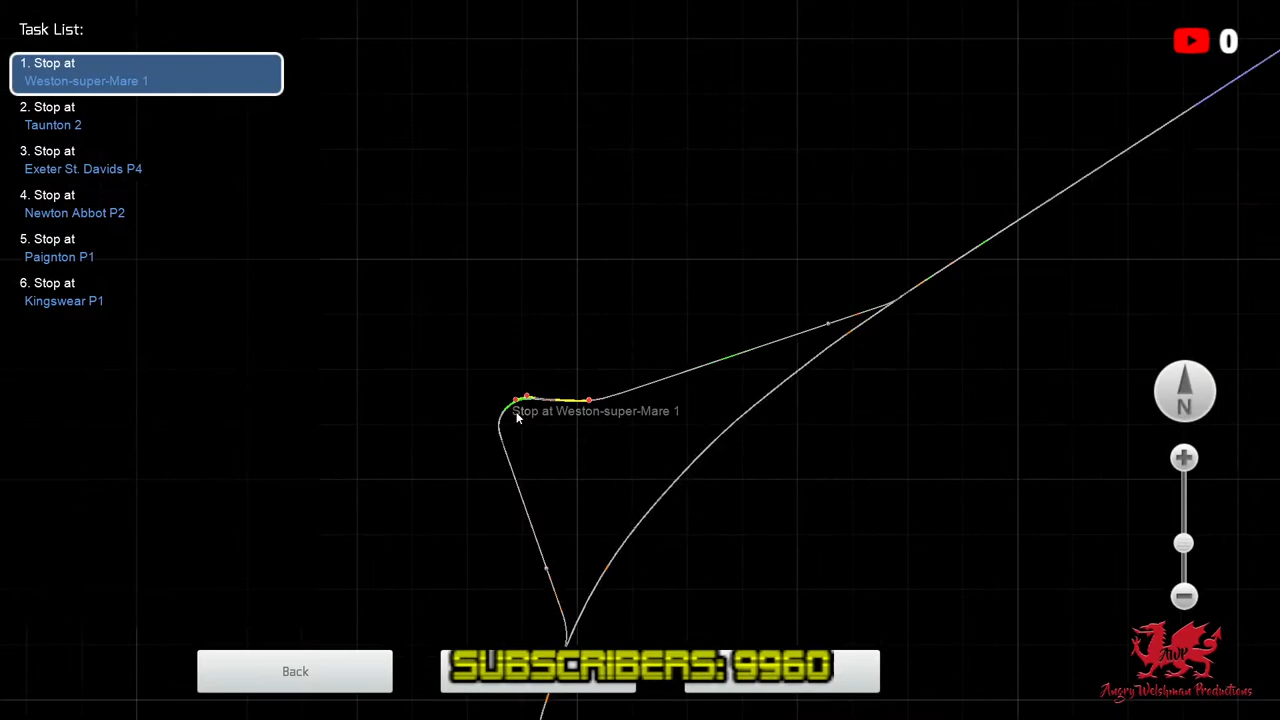 Task List:
1. Stop at
Weston-super-Mare 1
2. Stop at
Taunton 2
3. Stop at
Exeter St. Davids P4
4. Stop at
Newton Abbot P2
5. Stop at
Paignton P1
6. Stop at
Kingswear P1
0
Stop at Weston-super-Mare 1
N
Back
SUBSCRIBERS: 9960
AWP
Angry Welshman Productions